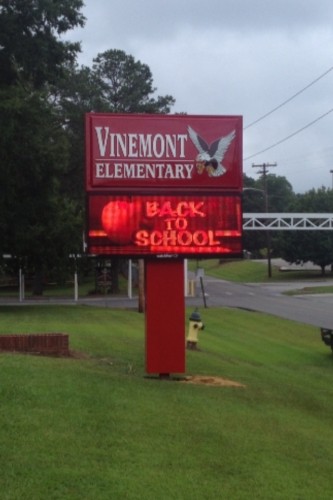 VINEMONT
ELEMENTARY
BACK
TO
SCHOOL